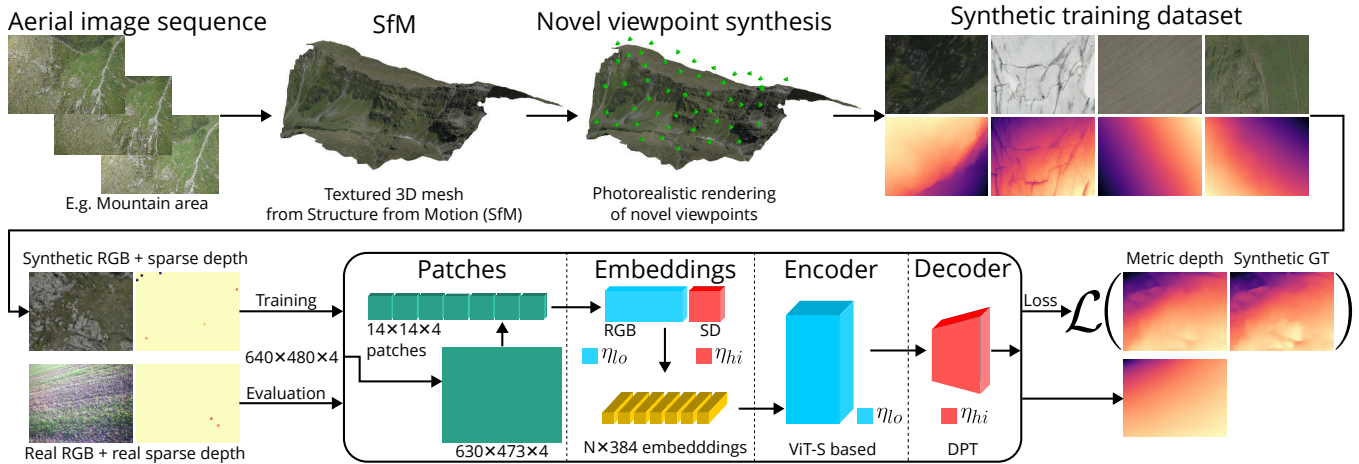 Aerial image sequence
SfM
Novel viewpoint synthesis
Synthetic training dataset
E.g. Mountain area
Textured 3D mesh
from Structure from Motion (SfM)
Photorealistic rendering
of novel viewpoints
Synthetic RGB + sparse depth
Training
640×480×4
Evaluation
Real RGB + real sparse depth
Patches
14×14×4
patches
630×473×4
Embeddings
RGB
SD
η_lo
η_hi
N×384 embedddings
Encoder
η_lo
ViT-S based
Decoder
η_hi
DPT
Loss
ℒ(
Metric depth
Synthetic GT
)